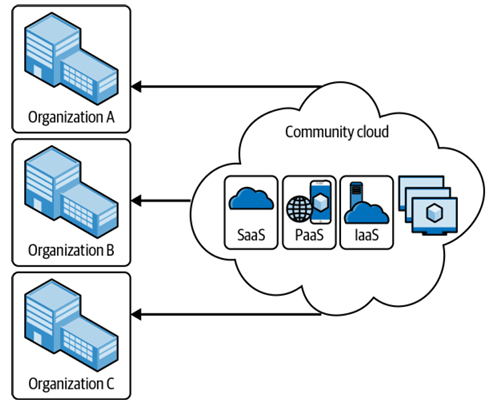 Organization A
Community cloud
Organization B
SaaS
PaaS
IaaS
Organization C